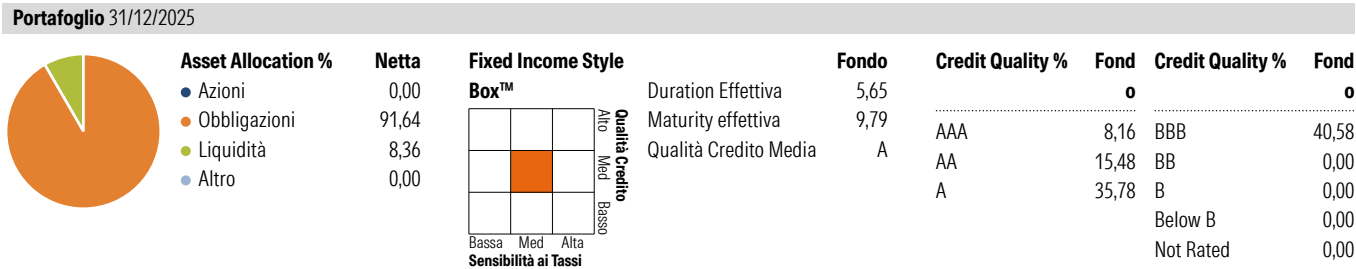 Portafoglio 31/12/2025
Asset Allocation % Netta
Azioni 0,00
Obbligazioni 91,64
Liquidità 8,36
Altro 0,00
Fixed Income Style
Box™
Alto
Med
Basso
Qualità Credito
Bassa Med Alta
Sensibilità ai Tassi
Fondo
Duration Effettiva 5,65
Maturity effettiva 9,79
Qualità Credito Media A
Credit Quality % Fond
o
AAA 8,16
AA 15,48
A 35,78
Credit Quality % Fond
o
BBB 40,58
BB 0,00
B 0,00
Below B 0,00
Not Rated 0,00